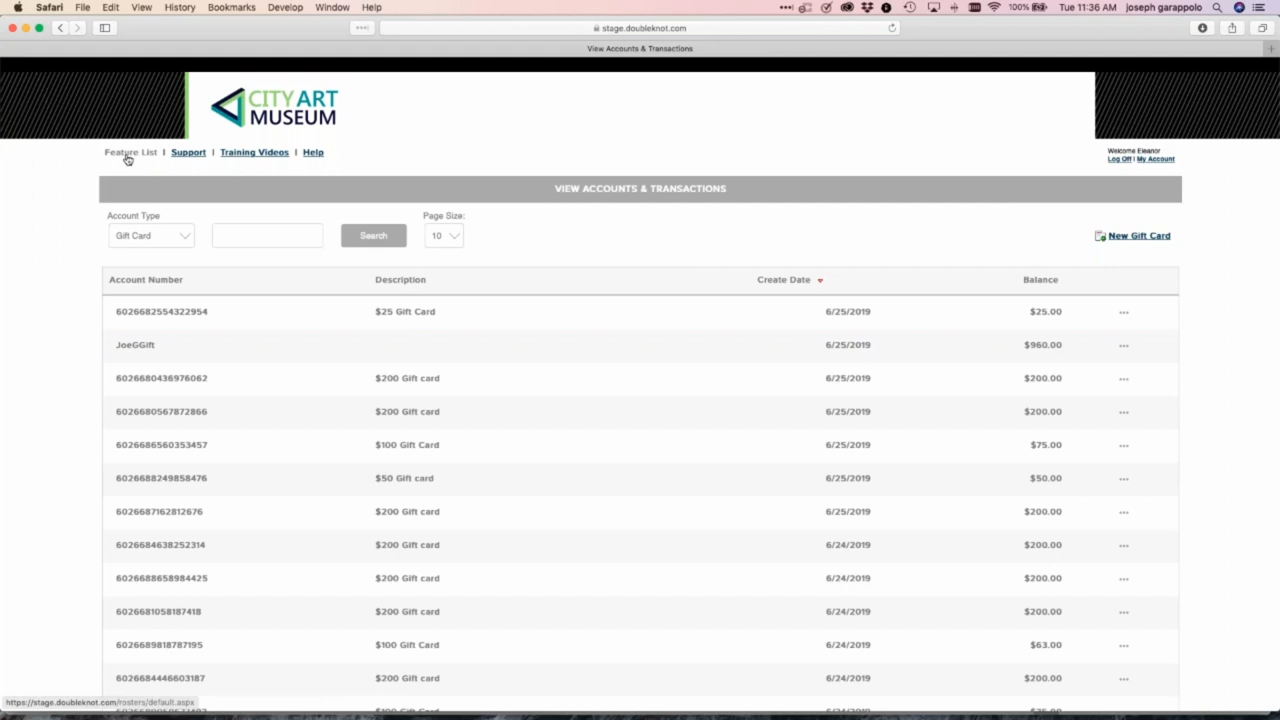 Safari File Edit View History Bookmarks Develop Window Help 100% Tue 11:36 AM joseph garappolo
stage.doubleknot.com
View Accounts & Transactions
CITY ART
MUSEUM
Feature List | Support | Training Videos | Help
Welcome Eleanor
Log Off | My Account
VIEW ACCOUNTS & TRANSACTIONS
Account Type Page Size:
Gift Card Search 10 New Gift Card
Account Number Description Create Date Balance
6026682554322954 $25 Gift Card 6/25/2019 $25.00 •••
JoeGGift 6/25/2019 $960.00 •••
6026680436976062 $200 Gift card 6/25/2019 $200.00 •••
6026680567872866 $200 Gift card 6/25/2019 $200.00 •••
6026686560353457 $100 Gift Card 6/25/2019 $75.00 •••
6026688249858476 $50 Gift card 6/25/2019 $50.00 •••
6026687162812676 $200 Gift card 6/25/2019 $200.00 •••
6026684638252314 $200 Gift card 6/24/2019 $200.00 •••
6026688658984425 $200 Gift card 6/24/2019 $200.00 •••
6026681058187418 $200 Gift card 6/24/2019 $200.00 •••
6026689818787195 $100 Gift Card 6/24/2019 $63.00 •••
6026684446603187 $200 Gift card 6/24/2019 $200.00 •••
https://stage.doubleknot.com/rosters/default.aspx